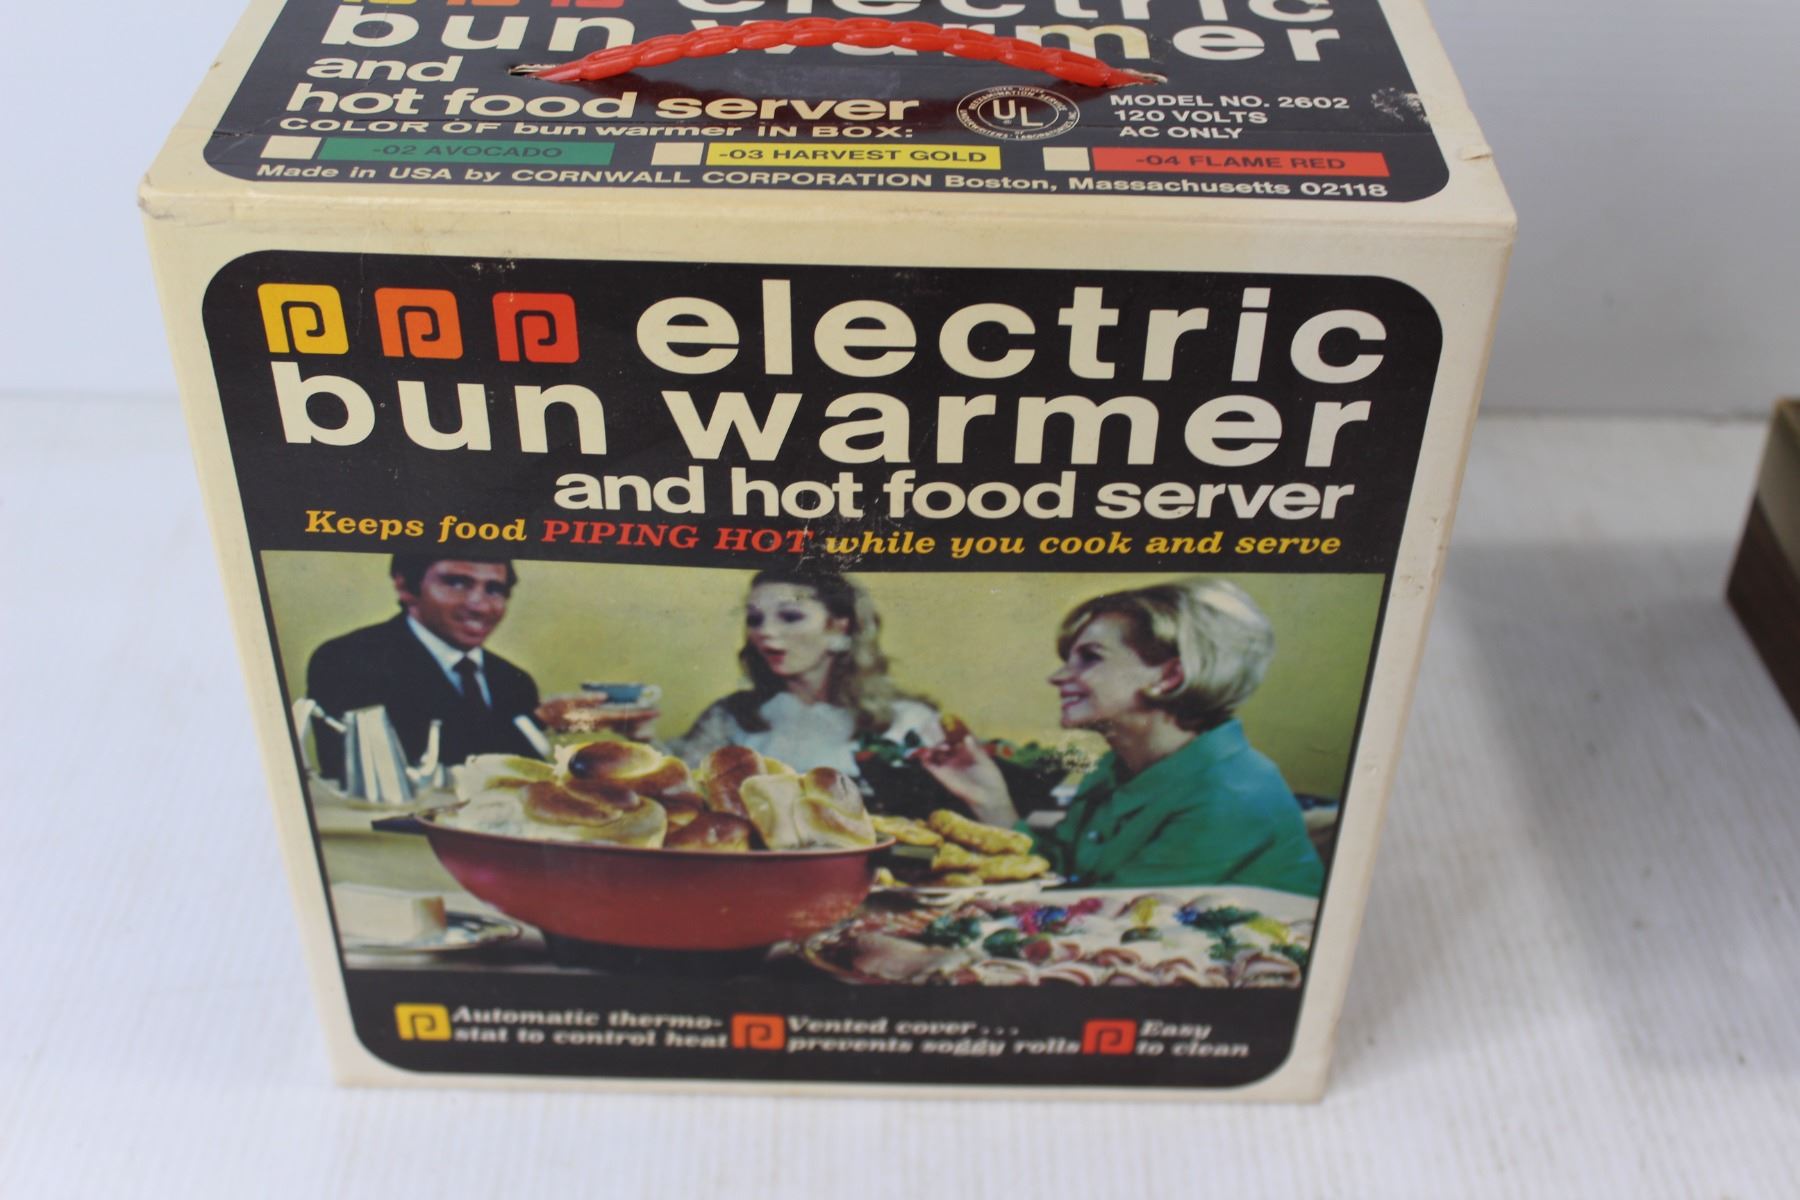 electric
bun warmer
and
hot food server
COLOR OF bun warmer IN BOX:
-02 AVOCADO
-03 HARVEST GOLD
-04 FLAME RED
Made in USA by CORNWALL CORPORATION Boston, Massachusetts 02118
UL
MODEL NO. 2602
120 VOLTS
AC ONLY
electric
bun warmer
and hot food server
Keeps food PIPING HOT while you cook and serve
Automatic thermo-
stat to control heat
Vented cover...
prevents soggy rolls
Easy
to clean